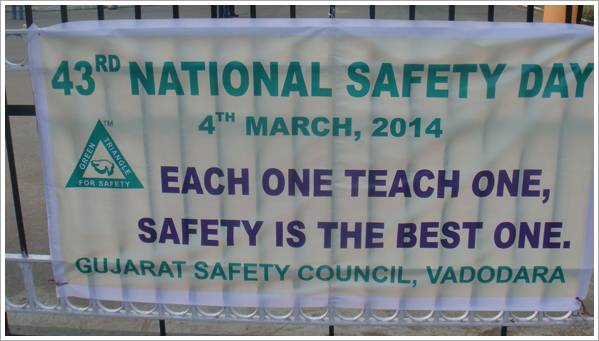 43RD NATIONAL SAFETY DAY
4TH MARCH, 2014
TM
GREEN TRIANGLE
FOR SAFETY
EACH ONE TEACH ONE,
SAFETY IS THE BEST ONE.
GUJARAT SAFETY COUNCIL, VADODARA